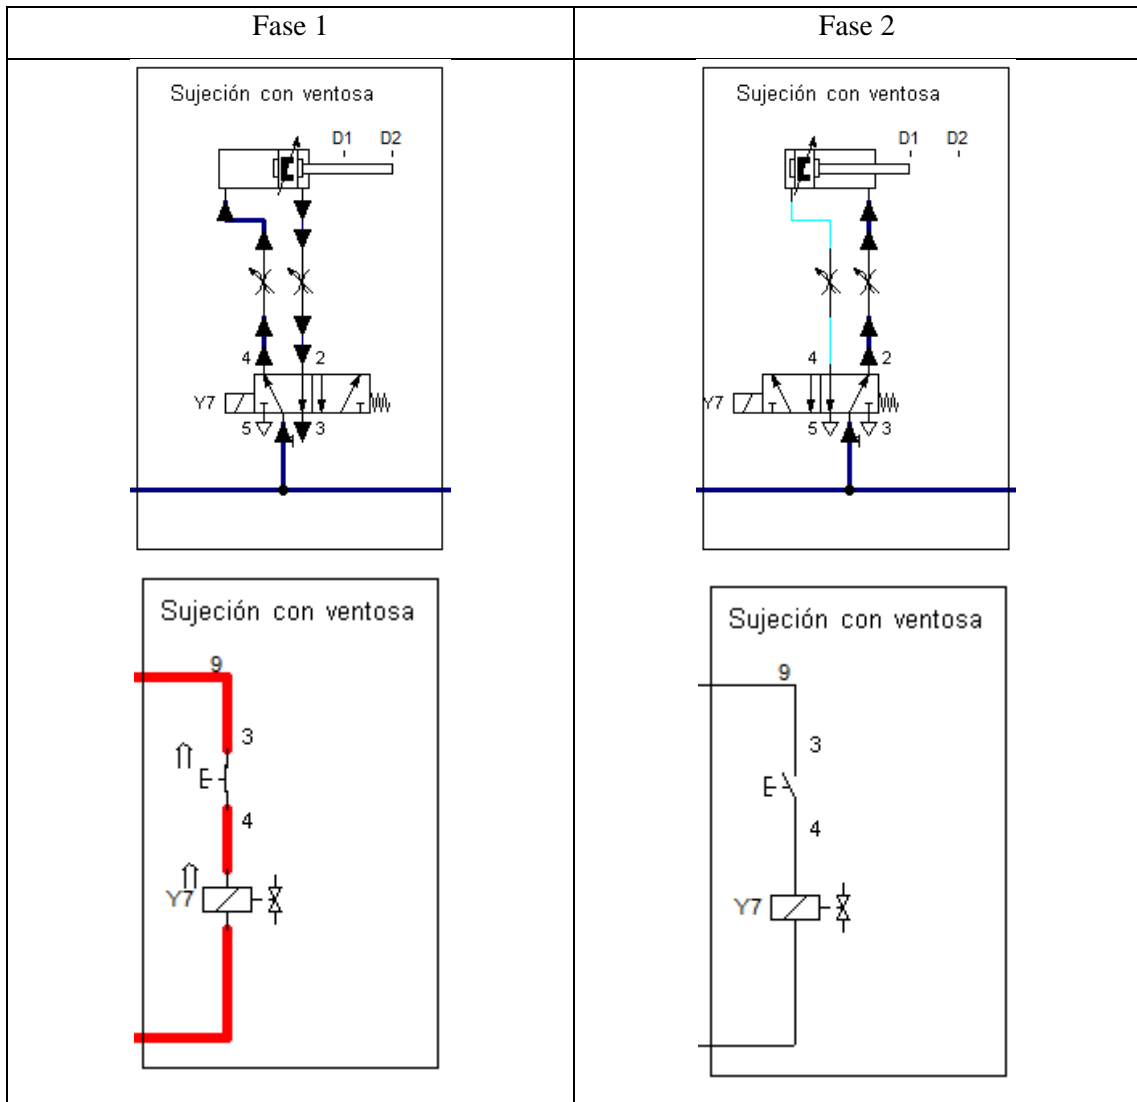 Fase 1
Fase 2
Sujeción con ventosa
D1 D2
4 2
Y7
5 3
Sujeción con ventosa
D1 D2
4 2
Y7
5 3
Sujeción con ventosa
9
3
4
Y7
Sujeción con ventosa
9
3
4
Y7